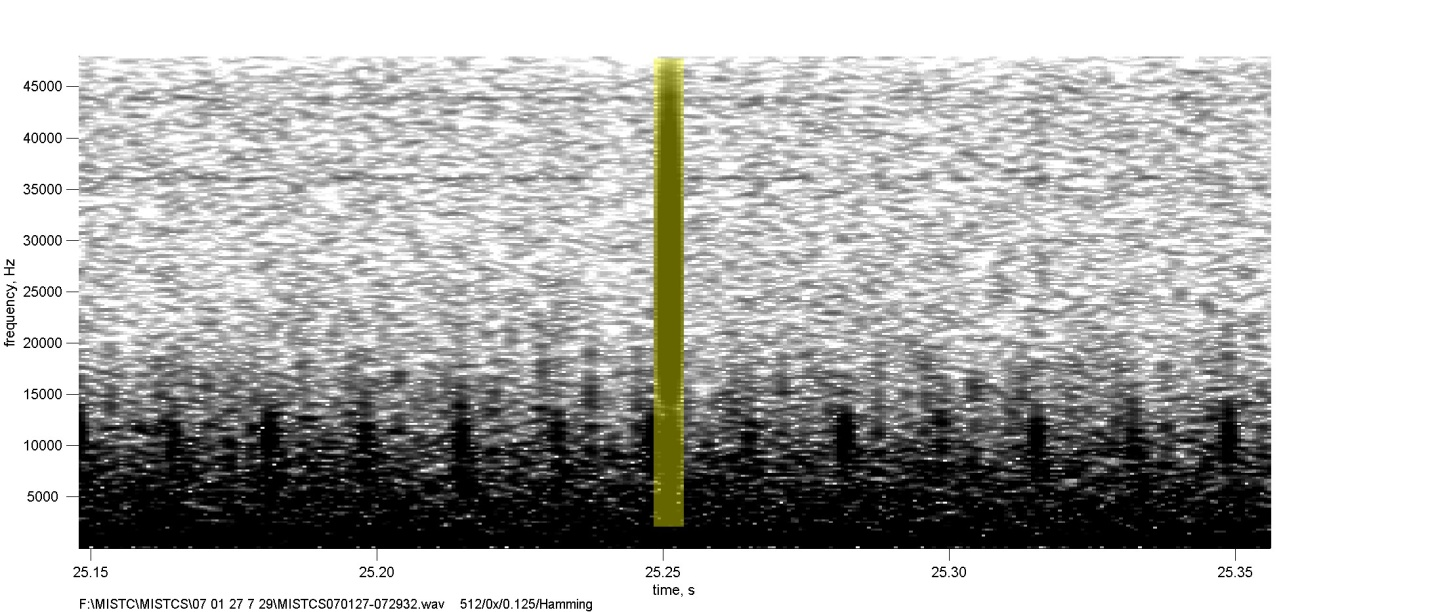 45000
40000
35000
30000
25000
20000
15000
10000
5000
frequency, Hz
25.15 25.20 25.25 25.30 25.35
time, s
F:\MISTC\MISTCS\07 01 27 7 29\MISTCS070127-072932.wav 512/0x/0.125/Hamming